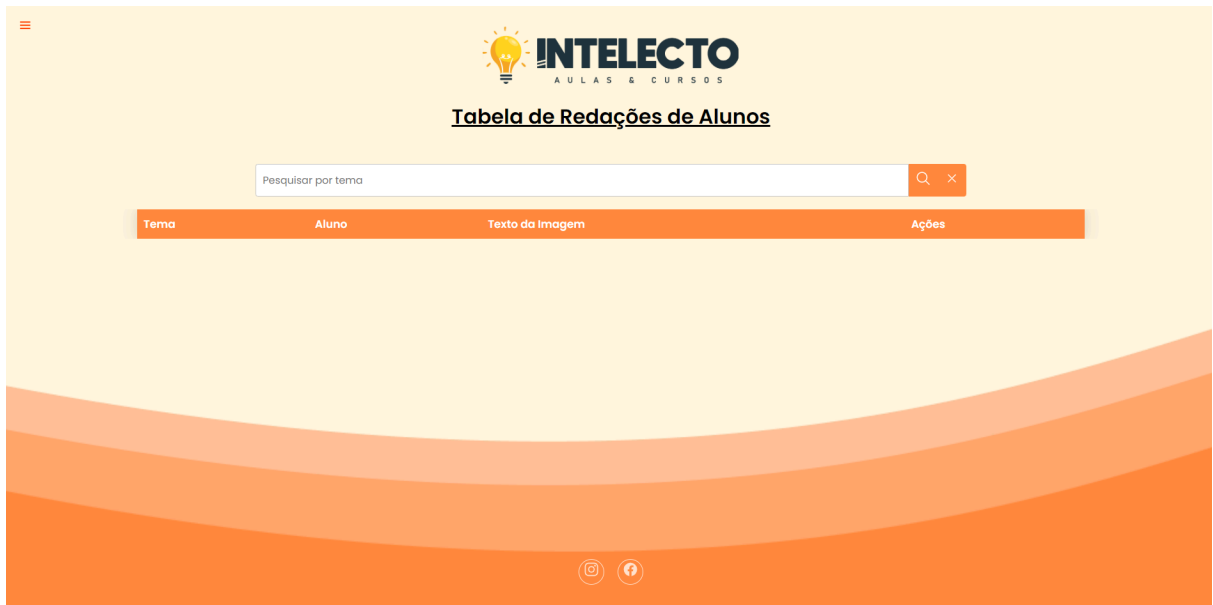 INTELECTO
AULAS & CURSOS
Tabela de Redações de Alunos
Pesquisar por tema
Tema Aluno Texto da Imagem Ações